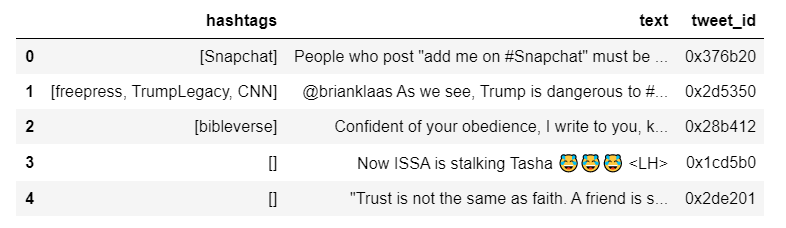 hashtags text tweet_id
0 [Snapchat] People who post "add me on #Snapchat" must be ... 0x376b20
1 [freepress, TrumpLegacy, CNN] @brianklaas As we see, Trump is dangerous to #... 0x2d5350
2 [bibleverse] Confident of your obedience, I write to you, k... 0x28b412
3 [] Now ISSA is stalking Tasha 😂😂😂 <LH> 0x1cd5b0
4 [] "Trust is not the same as faith. A friend is s... 0x2de201